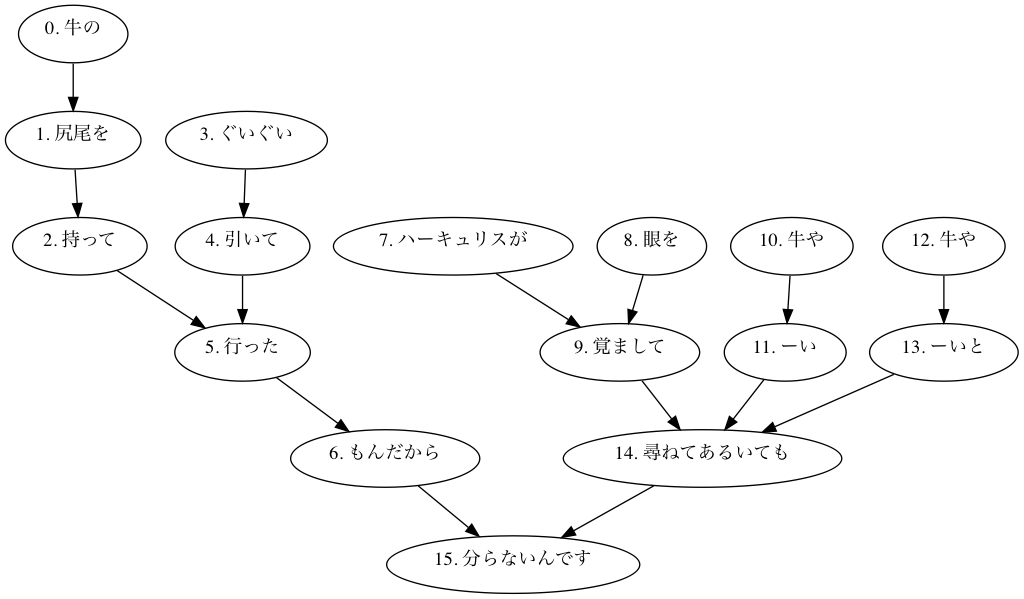 0. 牛の
1. 尻尾を
3. ぐいぐい
2. 持って
4. 引いて
7. ハーキュリスが
8. 眼を
10. 牛や
12. 牛や
5. 行った
9. 覚まして
11. ーい
13. ーいと
6. もんだから
14. 尋ねてあるいても
15. 分らないんです